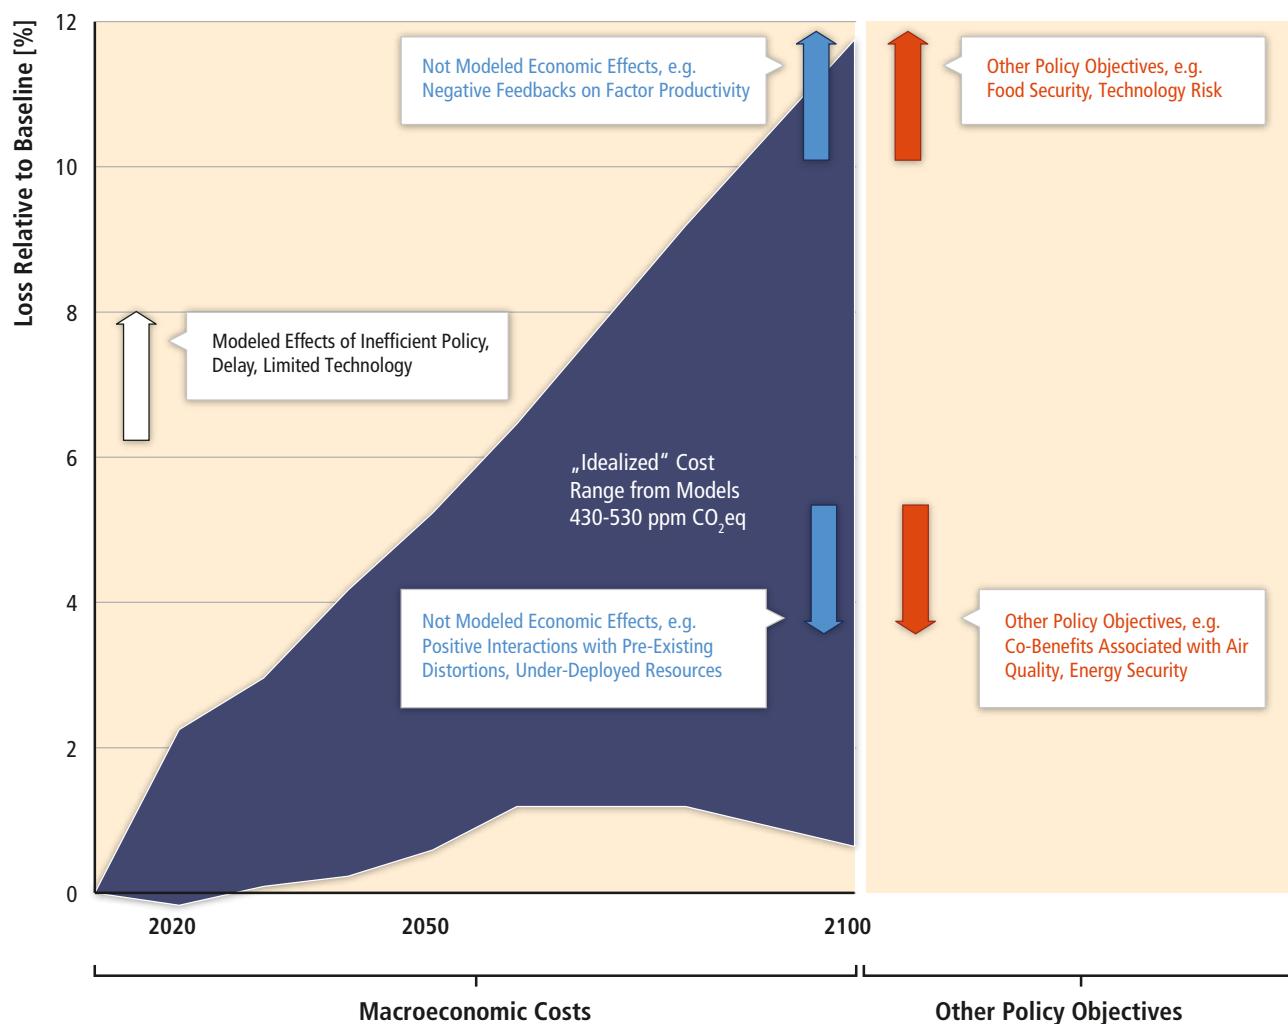 Loss Relative to Baseline [%]
12
10
8
6
4
2
0
Not Modeled Economic Effects, e.g.
Negative Feedbacks on Factor Productivity
Other Policy Objectives, e.g.
Food Security, Technology Risk
Modeled Effects of Inefficient Policy,
Delay, Limited Technology
„Idealized“ Cost
Range from Models
430-530 ppm CO₂eq
Not Modeled Economic Effects, e.g.
Positive Interactions with Pre-Existing
Distortions, Under-Deployed Resources
Other Policy Objectives, e.g.
Co-Benefits Associated with Air
Quality, Energy Security
2020
2050
2100
Macroeconomic Costs
Other Policy Objectives